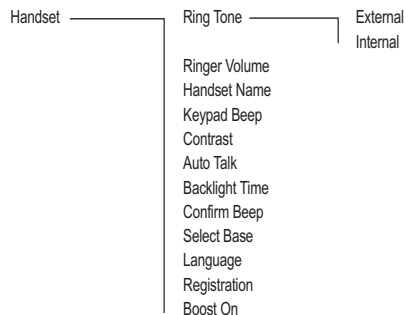 Handset Ring Tone External
Internal
Ringer Volume
Handset Name
Keypad Beep
Contrast
Auto Talk
Backlight Time
Confirm Beep
Select Base
Language
Registration
Boost On